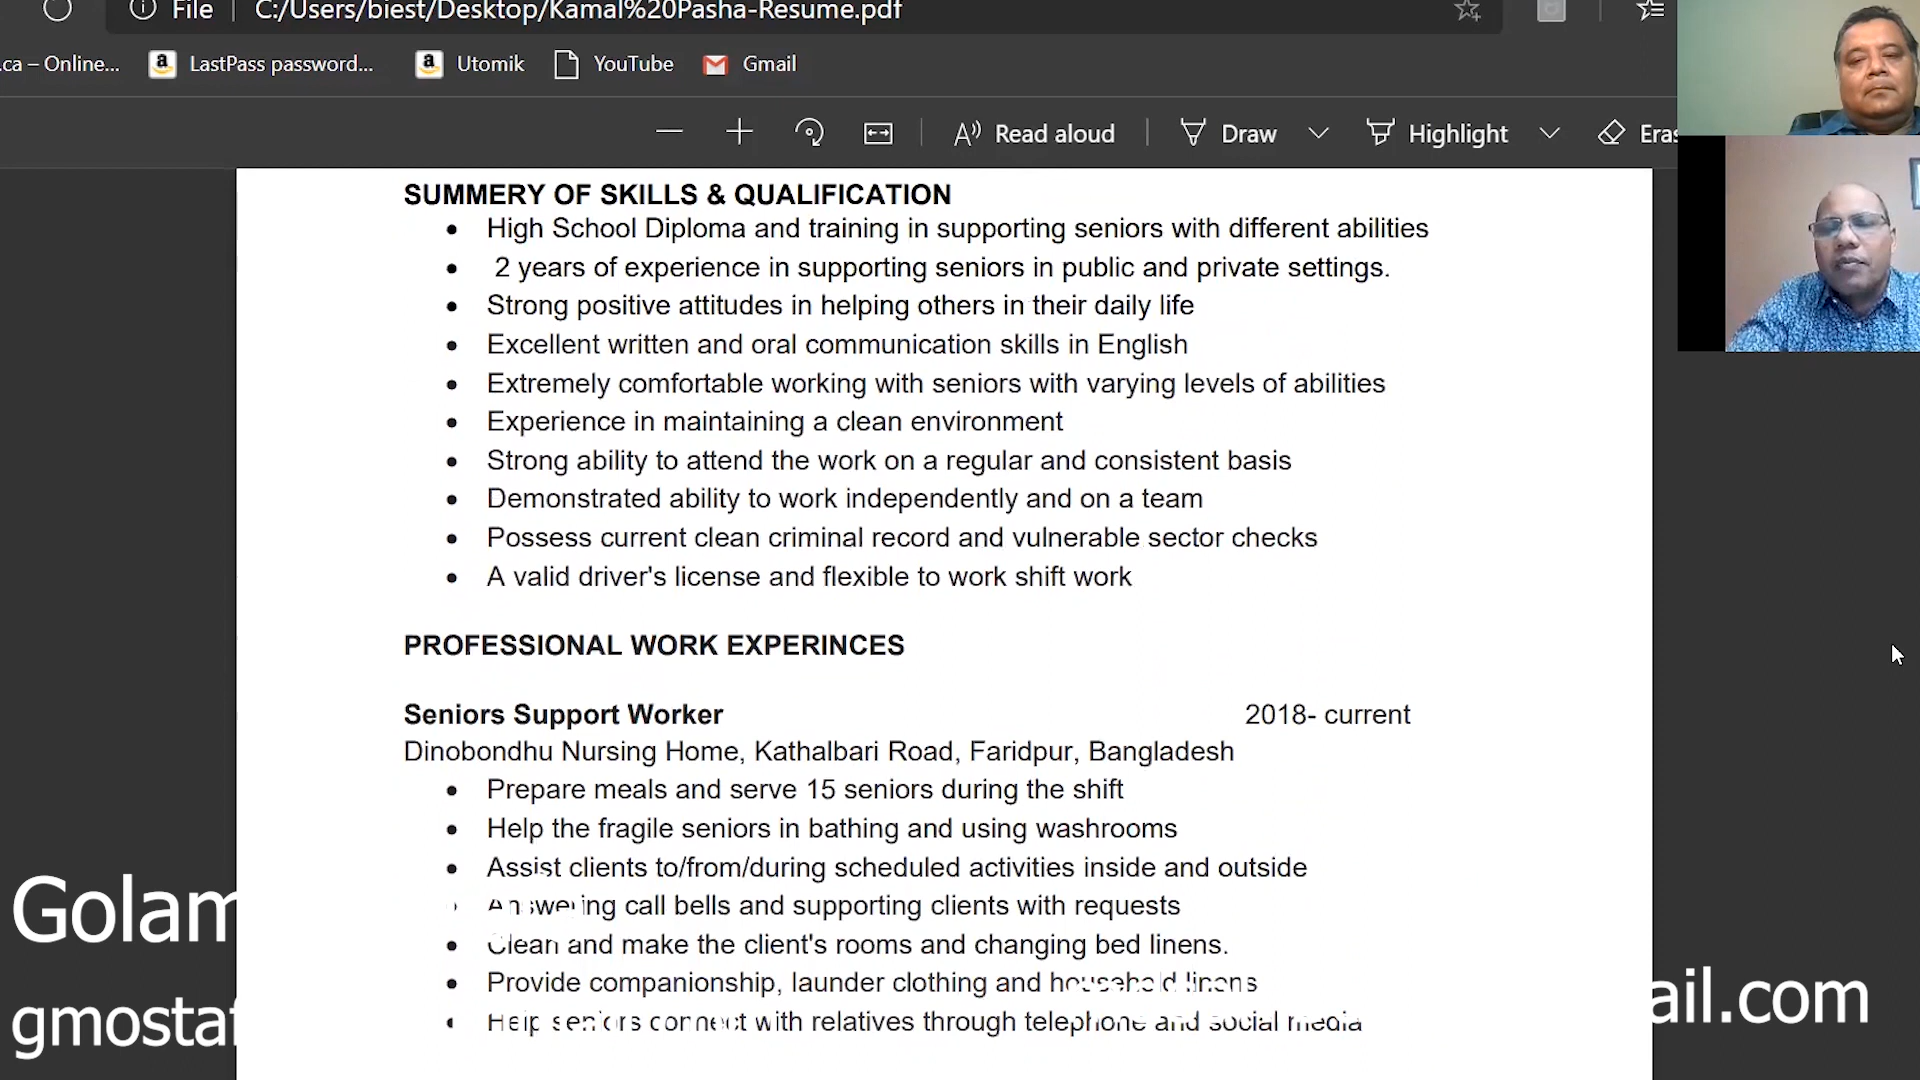 File C:/Users/biest/Desktop/Kamal%20Pasha-Resume.pdf
.ca – Online... LastPass password... Utomik YouTube Gmail
Read aloud Draw Highlight Eras
SUMMERY OF SKILLS & QUALIFICATION
• High School Diploma and training in supporting seniors with different abilities
• 2 years of experience in supporting seniors in public and private settings.
• Strong positive attitudes in helping others in their daily life
• Excellent written and oral communication skills in English
• Extremely comfortable working with seniors with varying levels of abilities
• Experience in maintaining a clean environment
• Strong ability to attend the work on a regular and consistent basis
• Demonstrated ability to work independently and on a team
• Possess current clean criminal record and vulnerable sector checks
• A valid driver's license and flexible to work shift work
PROFESSIONAL WORK EXPERINCES
Seniors Support Worker 2018- current
Dinobondhu Nursing Home, Kathalbari Road, Faridpur, Bangladesh
• Prepare meals and serve 15 seniors during the shift
• Help the fragile seniors in bathing and using washrooms
• Assist clients to/from/during scheduled activities inside and outside
• Answering call bells and supporting clients with requests
• Clean and make the client's rooms and changing bed linens.
• Provide companionship, launder clothing and household linens
• Help seniors connect with relatives through telephone and social media
Golam
gmostaf
ail.com